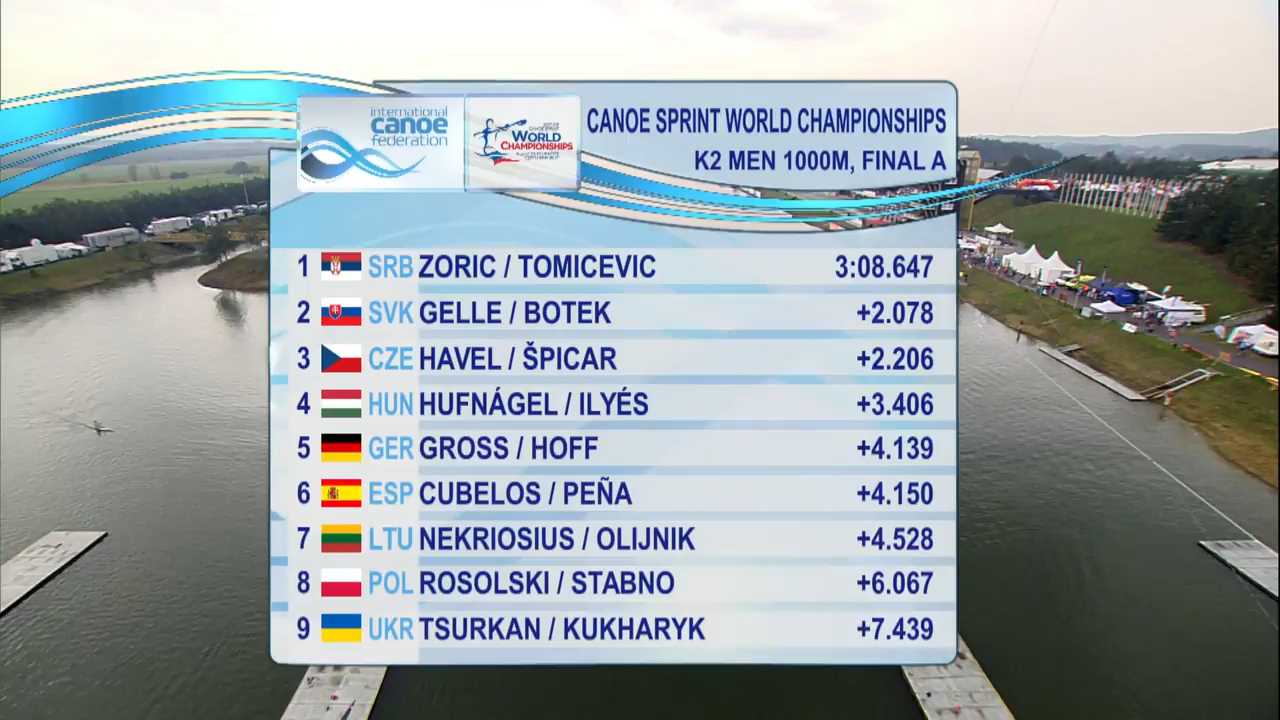 international
canoe
federation
WORLD
CHAMPIONSHIPS
CANOE SPRINT WORLD CHAMPIONSHIPS
K2 MEN 1000M, FINAL A
1 SRB ZORIC / TOMICEVIC 3:08.647
2 SVK GELLE / BOTEK +2.078
3 CZE HAVEL / ŠPICAR +2.206
4 HUN HUFNÁGEL / ILYÉS +3.406
5 GER GROSS / HOFF +4.139
6 ESP CUBELOS / PEÑA +4.150
7 LTU NEKRIOSIUS / OLIJNIK +4.528
8 POL ROSOLSKI / STABNO +6.067
9 UKR TSURKAN / KUKHARYK +7.439